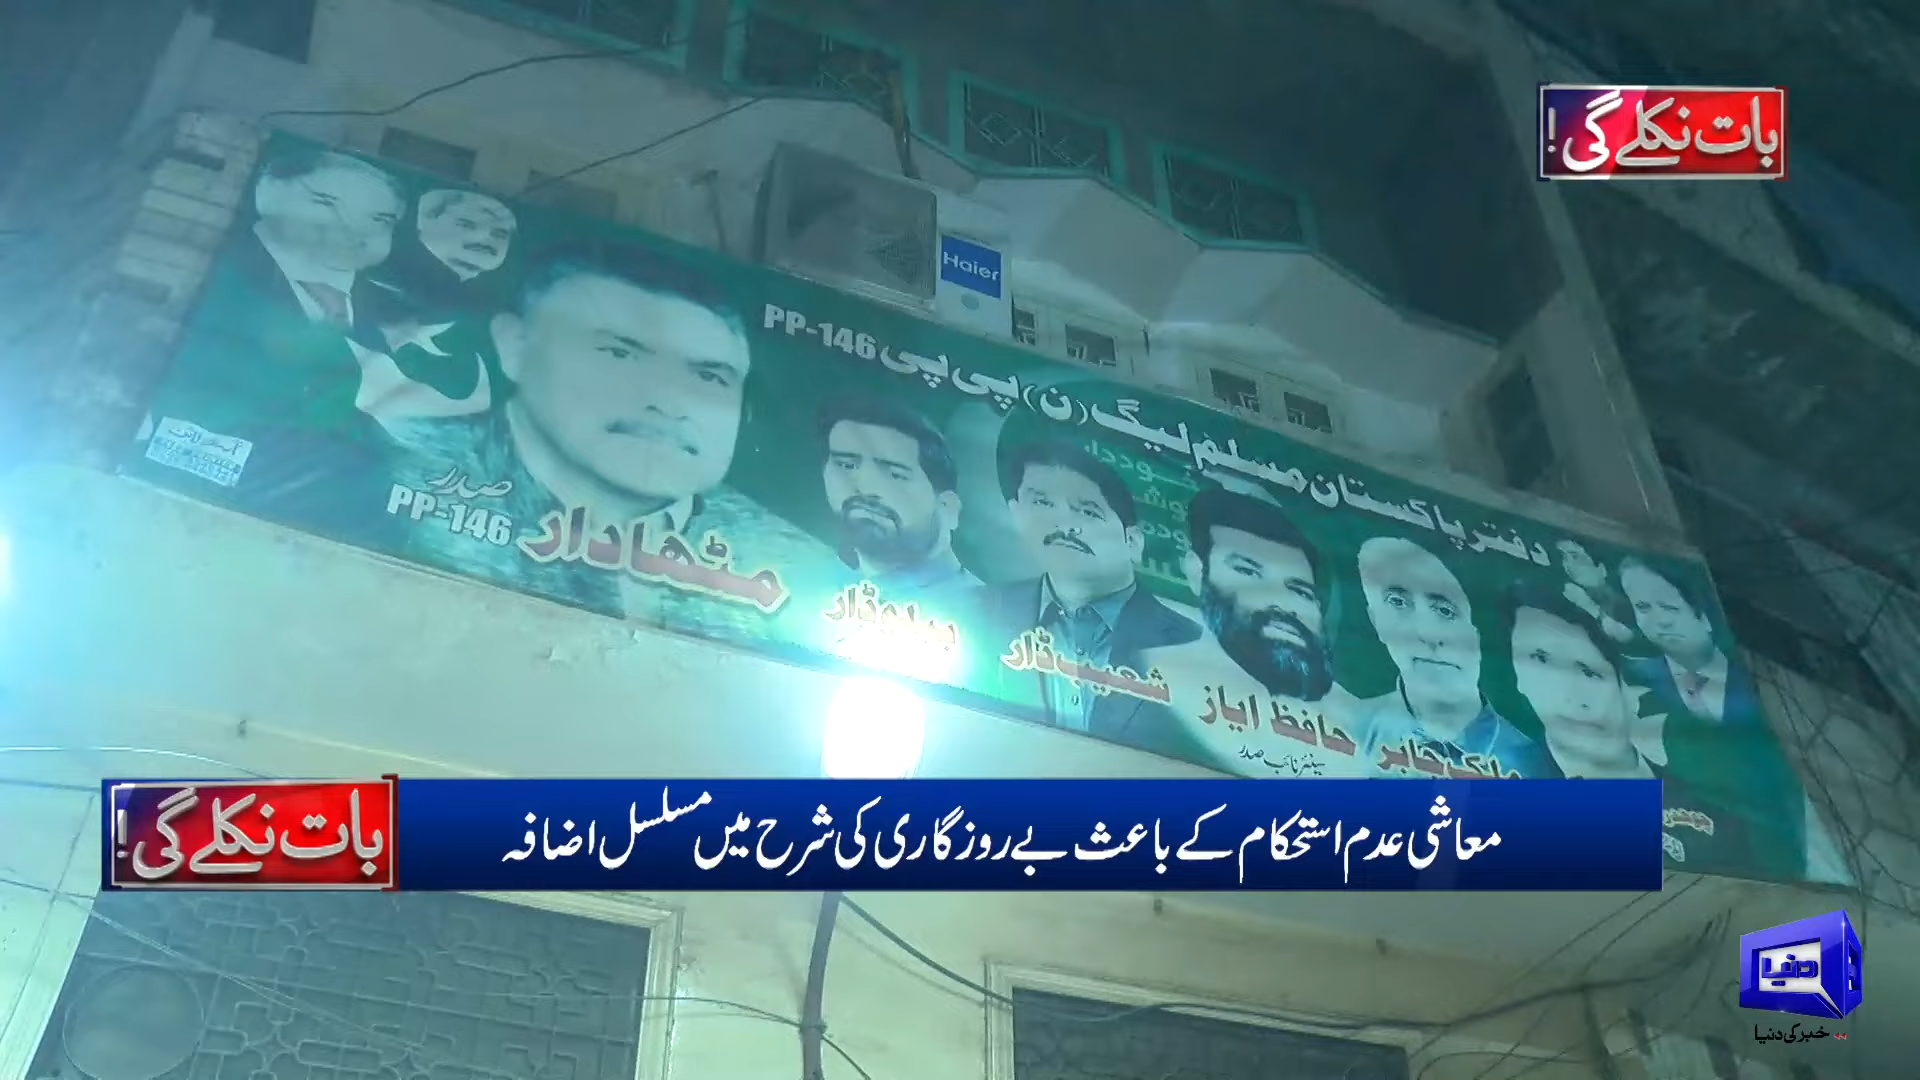 بات نکلے گی!
Haier
دفتر پاکستان مسلم لیگ (ن) پی پی PP-146
صدر
PP-146
مٹھادار
شعیب ڈار
حافظ ایاز
سینئر نائب صدر
ملک جابر
بات نکلے گی!
معاشی عدم استحکام کے باعث بے روزگاری کی شرح میں مسلسل اضافہ
دنیا
خبر کی دنیا